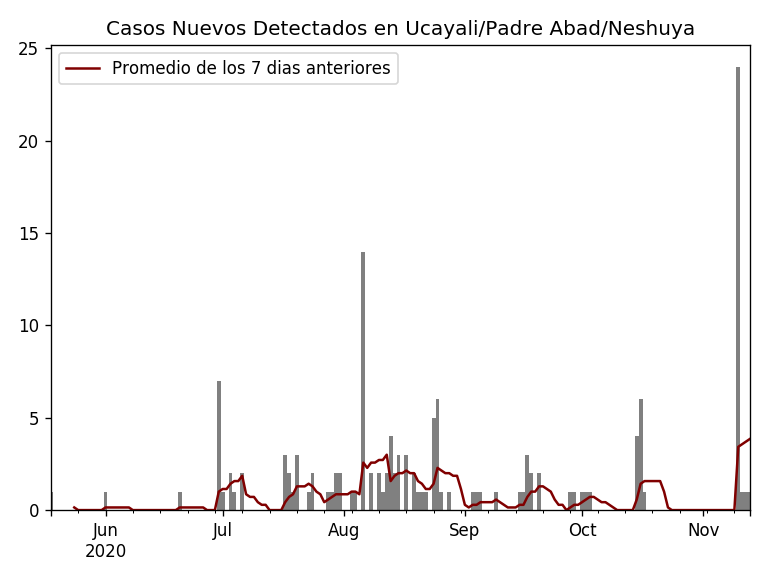 Casos Nuevos Detectados en Ucayali/Padre Abad/Neshuya
Promedio de los 7 dias anteriores
25
20
15
10
5
0
Jun
2020
Jul
Aug
Sep
Oct
Nov